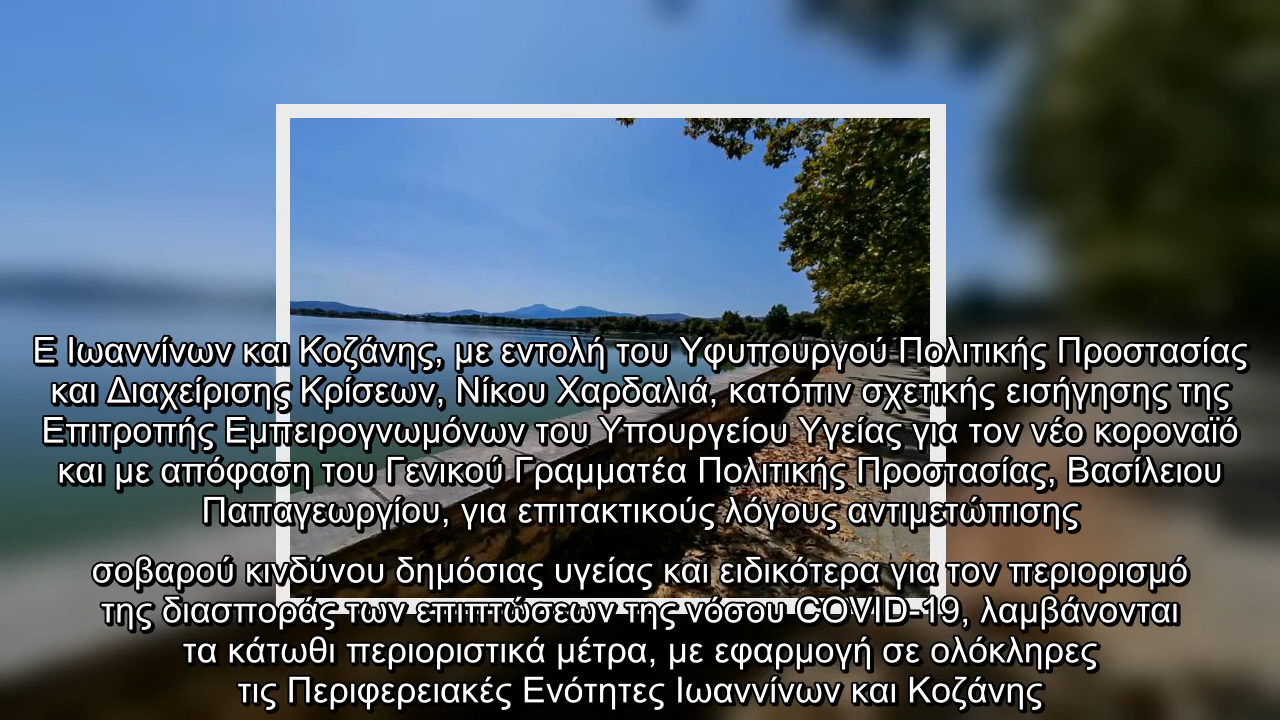 Ε Ιωαννίνων και Κοζάνης, με εντολή του Υφυπουργού Πολιτικής Προστασίας
και Διαχείρισης Κρίσεων, Νίκου Χαρδαλιά, κατόπιν σχετικής εισήγησης της
Επιτροπής Εμπειρογνωμόνων του Υπουργείου Υγείας για τον νέο κοροναϊό
και με απόφαση του Γενικού Γραμματέα Πολιτικής Προστασίας, Βασίλειου
Παπαγεωργίου, για επιτακτικούς λόγους αντιμετώπισης
σοβαρού κινδύνου δημόσιας υγείας και ειδικότερα για τον περιορισμό
της διασποράς των επιπτώσεων της νόσου COVID-19, λαμβάνονται
τα κάτωθι περιοριστικά μέτρα, με εφαρμογή σε ολόκληρες
τις Περιφερειακές Ενότητες Ιωαννίνων και Κοζάνης